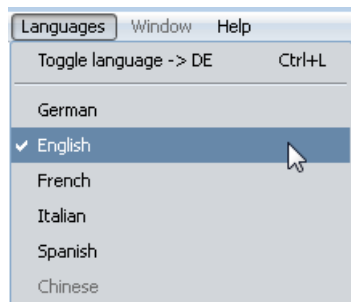 Languages Window Help
Toggle language -> DE Ctrl+L
German
English
French
Italian
Spanish
Chinese